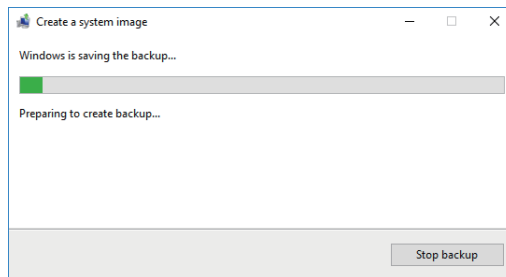 Create a system image
Windows is saving the backup...
Preparing to create backup...
Stop backup